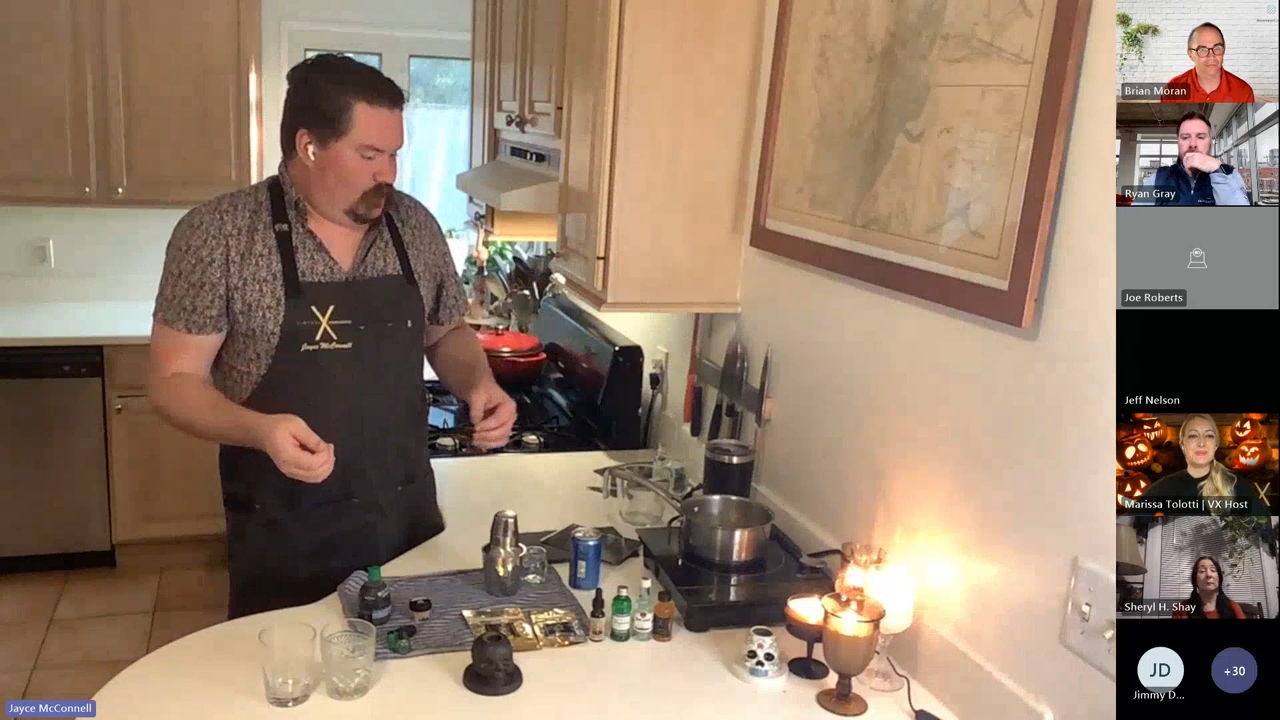 Jayce McConnell
X
Jayce McConnell
Brian Moran
Ryan Gray
Joe Roberts
Jeff Nelson
Marissa Tolotti | VX Host
Sheryl H. Shay
JD
+30
Jimmy D...